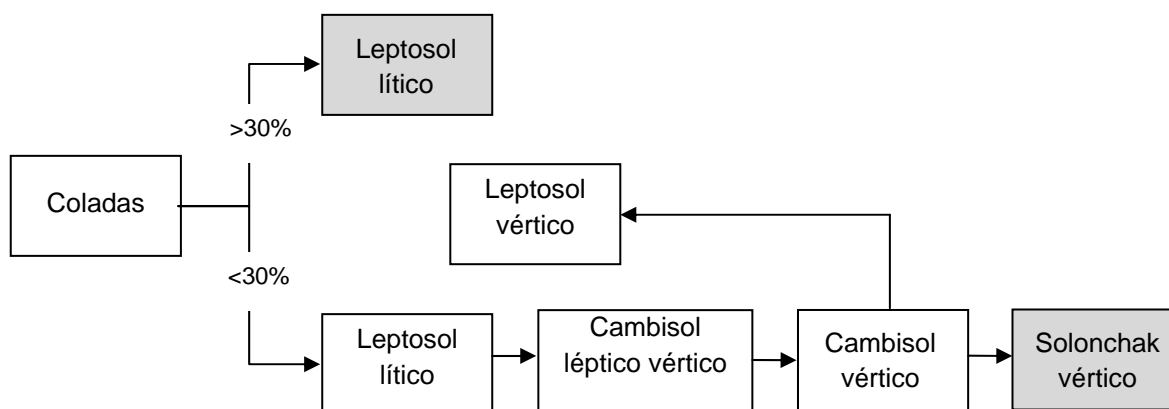 Leptosol
lítico
>30%
Coladas
Leptosol
vértico
<30%
Leptosol
lítico
Cambisol
léptico vértico
Cambisol
vértico
Solonchak
vértico